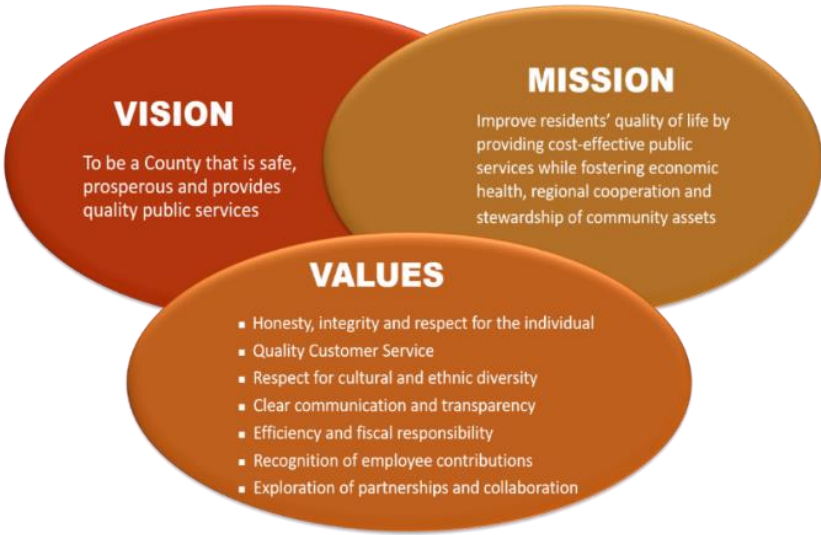 VISION
To be a County that is safe,
prosperous and provides
quality public services
MISSION
Improve residents’ quality of life by
providing cost-effective public
services while fostering economic
health, regional cooperation and
stewardship of community assets
VALUES
▪ Honesty, integrity and respect for the individual
▪ Quality Customer Service
▪ Respect for cultural and ethnic diversity
▪ Clear communication and transparency
▪ Efficiency and fiscal responsibility
▪ Recognition of employee contributions
▪ Exploration of partnerships and collaboration